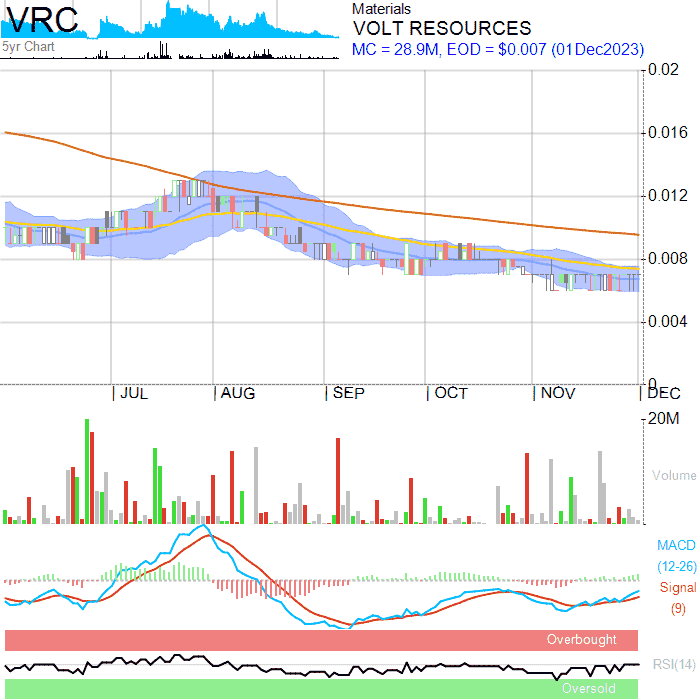 VRC
5yr Chart
Materials
VOLT RESOURCES
MC = 28.9M, EOD = $0.007 (01Dec2023)
0.02
0.016
0.012
0.008
0.004
0
JUL AUG SEP OCT NOV DEC
20M
Volume
MACD
(12-26)
Signal
(9)
Overbought
RSI(14)
Oversold